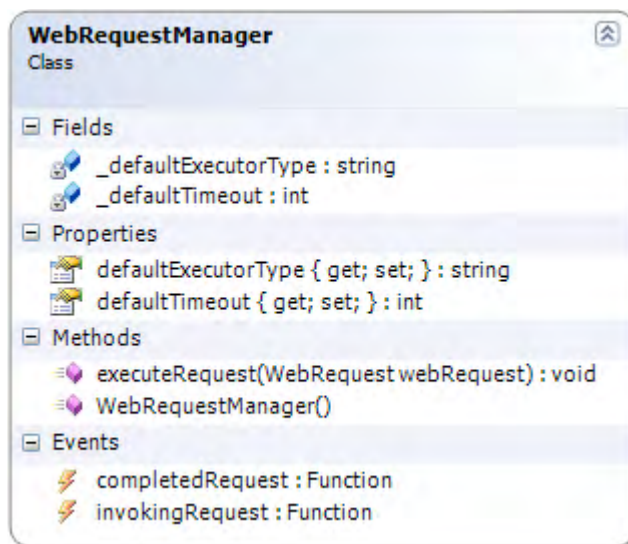 WebRequestManager
Class
Fields
_defaultExecutorType : string
_defaultTimeout : int
Properties
defaultExecutorType { get; set; } : string
defaultTimeout { get; set; } : int
Methods
executeRequest(WebRequest webRequest) : void
WebRequestManager()
Events
completedRequest : Function
invokingRequest : Function